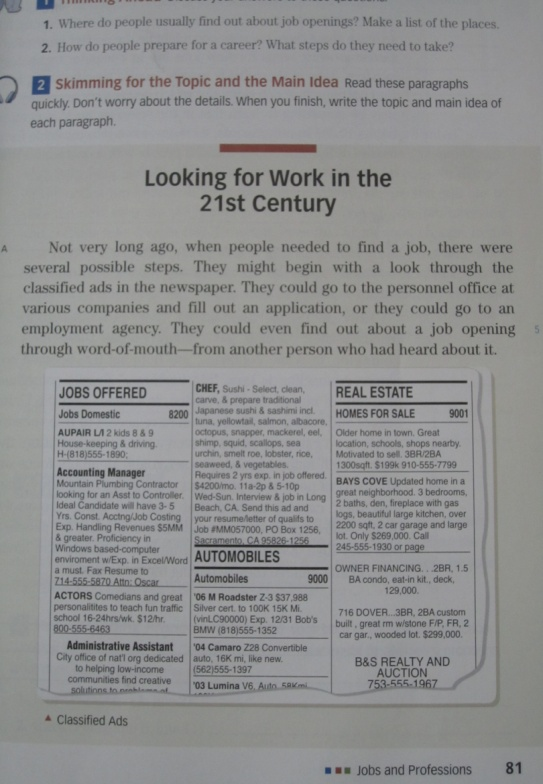 1. Where do people usually find out about job openings? Make a list of the places.
2. How do people prepare for a career? What steps do they need to take?
2 Skimming for the Topic and the Main Idea Read these paragraphs
quickly. Don't worry about the details. When you finish, write the topic and main idea of
each paragraph.
Looking for Work in the
21st Century
A
Not very long ago, when people needed to find a job, there were
several possible steps. They might begin with a look through the
classified ads in the newspaper. They could go to the personnel office at
various companies and fill out an application, or they could go to an
employment agency. They could even find out about a job opening 5
through word-of-mouth—from another person who had heard about it.
JOBS OFFERED
Jobs Domestic 8200
AUPAIR L/I 2 kids 8 & 9
House-keeping & driving.
H-(818)555-1890;
Accounting Manager
Mountain Plumbing Contractor
looking for an Asst to Controller.
Ideal Candidate will have 3- 5
Yrs. Const. Acctng/Job Costing
Exp. Handling Revenues $5MM
& greater. Proficiency in
Windows based-computer
enviroment w/Exp. in Excel/Word
a must. Fax Resume to
714-555-5870 Attn: Oscar
ACTORS Comedians and great
personalitites to teach fun traffic
school 16-24hrs/wk. $12/hr.
800-555-6463
Administrative Assistant
City office of nat'l org dedicated
to helping low-income
communities find creative
solutions to problems of
CHEF, Sushi - Select, clean,
carve, & prepare traditional
Japanese sushi & sashimi incl.
tuna, yellowtail, salmon, albacore,
octopus, snapper, mackerel, eel,
shimp, squid, scallops, sea
urchin, smelt roe, lobster, rice,
seaweed, & vegetables.
Requires 2 yrs exp. in job offered.
$4200/mo. 11a-2p & 5-10p
Wed-Sun. Interview & job in Long
Beach, CA. Send this ad and
your resume/letter of qualifs to
Job #MM057000, PO Box 1256,
Sacramento, CA 95826-1256
AUTOMOBILES
Automobiles 9000
'06 M Roadster Z-3 $37,988
Silver cert. to 100K 15K Mi.
(vinLC90000) Exp. 12/31 Bob's
BMW (818)555-1352
'04 Camaro Z28 Convertible
auto, 16K mi, like new.
(562)555-1397
'03 Lumina V6, Auto, 58Kmi,
REAL ESTATE
HOMES FOR SALE 9001
Older home in town. Great
location, schools, shops nearby.
Motivated to sell. 3BR/2BA
1300sqft. $199k 910-555-7799
BAYS COVE Updated home in a
great neighborhood. 3 bedrooms,
2 baths, den, fireplace with gas
logs, beautiful large kitchen, over
2200 sqft, 2 car garage and large
lot. Only $269,000. Call
245-555-1930 or page
OWNER FINANCING. . .2BR, 1.5
BA condo, eat-in kit., deck,
129,000.
716 DOVER..3BR, 2BA custom
built , great rm w/stone F/P, FR, 2
car gar., wooded lot. $299,000.
B&S REALTY AND
AUCTION
753-555-1967
▲ Classified Ads
Jobs and Professions 81